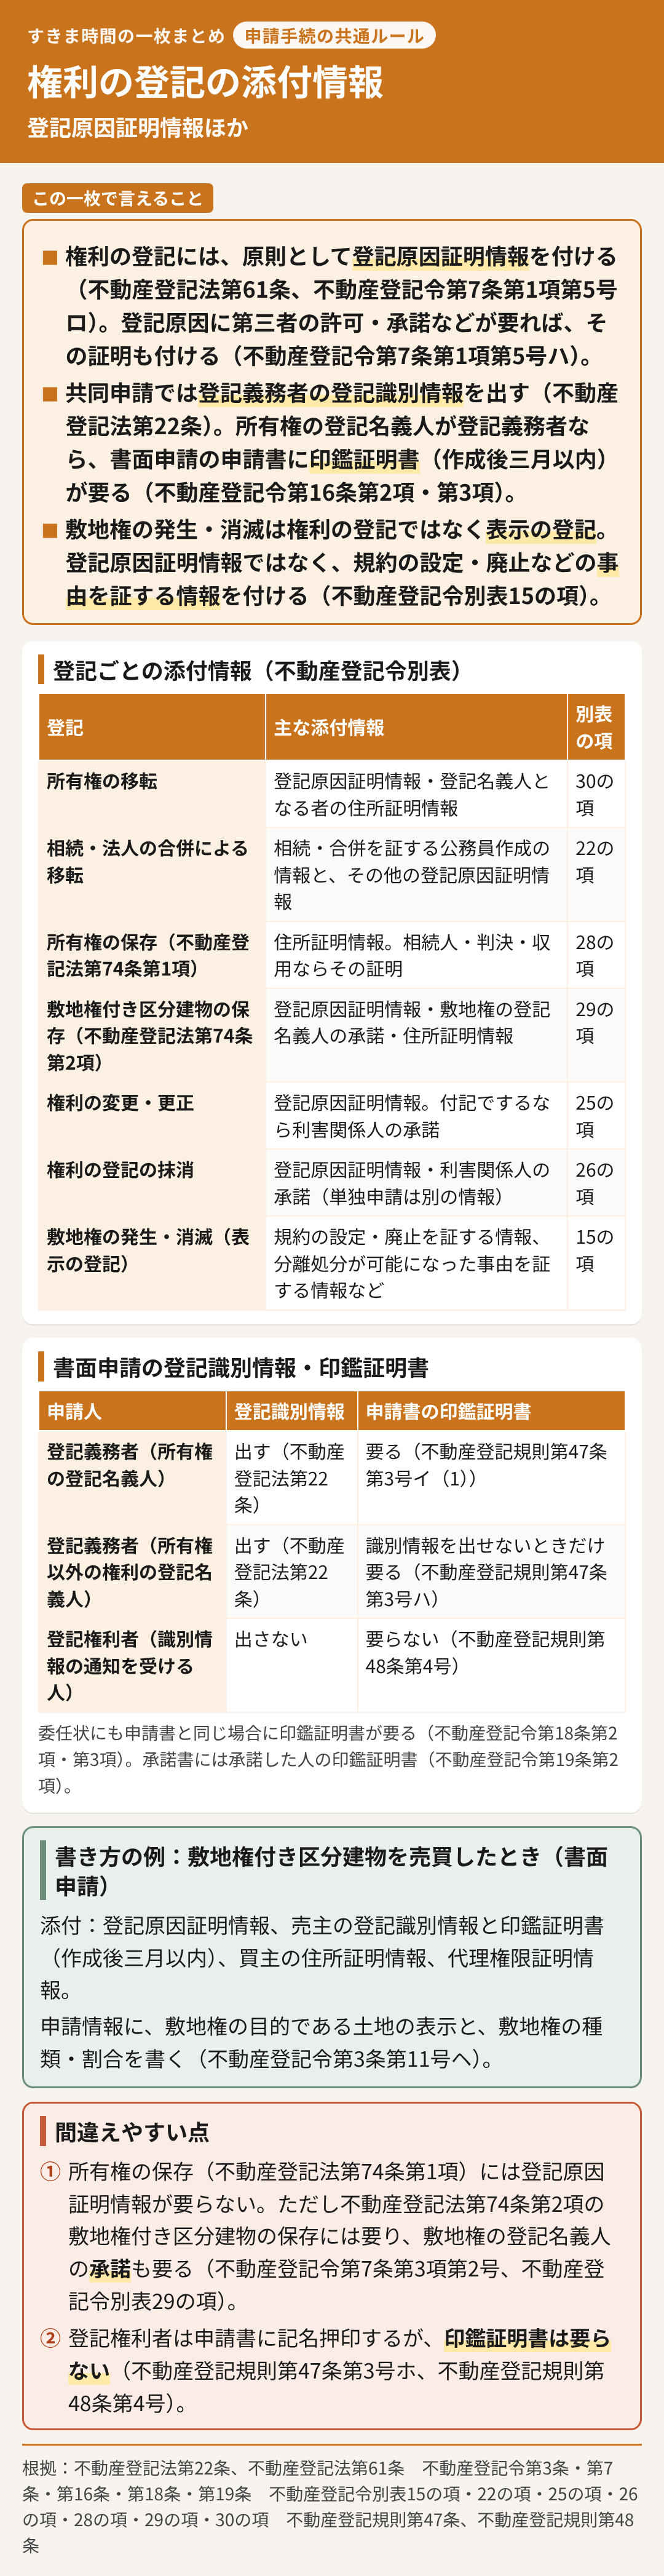 すきま時間の一枚まとめ 申請手続の共通ルール
権利の登記の添付情報
登記原因証明情報ほか
この一枚で言えること
■ 権利の登記には、原則として登記原因証明情報を付ける
（不動産登記法第61条、不動産登記令第7条第1項第5号
ロ）。登記原因に第三者の許可・承諾などが要れば、そ
の証明も付ける（不動産登記令第7条第1項第5号ハ）。
■ 共同申請では登記義務者の登記識別情報を出す（不動産
登記法第22条）。所有権の登記名義人が登記義務者な
ら、書面申請の申請書に印鑑証明書（作成後三月以内）
が要る（不動産登記令第16条第2項・第3項）。
■ 敷地権の発生・消滅は権利の登記ではなく表示の登記。
登記原因証明情報ではなく、規約の設定・廃止などの事
由を証する情報を付ける（不動産登記令別表15の項）。
登記ごとの添付情報（不動産登記令別表）
登記 主な添付情報 別表
の項
所有権の移転 登記原因証明情報・登記名義人と
なる者の住所証明情報 30の
項
相続・法人の合併による
移転 相続・合併を証する公務員作成の
情報と、その他の登記原因証明情
報 22の
項
所有権の保存（不動産登
記法第74条第1項） 住所証明情報。相続人・判決・収
用ならその証明 28の
項
敷地権付き区分建物の保
存（不動産登記法第74条
第2項） 登記原因証明情報・敷地権の登記
名義人の承諾・住所証明情報 29の
項
権利の変更・更正 登記原因証明情報。付記でするな
ら利害関係人の承諾 25の
項
権利の登記の抹消 登記原因証明情報・利害関係人の
承諾（単独申請は別の情報） 26の
項
敷地権の発生・消滅（表
示の登記） 規約の設定・廃止を証する情報、
分離処分が可能になった事由を証
する情報など 15の
項
書面申請の登記識別情報・印鑑証明書
申請人 登記識別情報 申請書の印鑑証明書
登記義務者（所有権
の登記名義人） 出す（不動産
登記法第22
条） 要る（不動産登記規則第47条
第3号イ（1））
登記義務者（所有権
以外の権利の登記名
義人） 出す（不動産
登記法第22
条） 識別情報を出せないときだけ
要る（不動産登記規則第47条
第3号ハ）
登記権利者（識別情
報の通知を受ける
人） 出さない 要らない（不動産登記規則第
48条第4号）
委任状にも申請書と同じ場合に印鑑証明書が要る（不動産登記令第18条第2
項・第3項）。承諾書には承諾した人の印鑑証明書（不動産登記令第19条第2
項）。
書き方の例：敷地権付き区分建物を売買したとき（書面
申請）
添付：登記原因証明情報、売主の登記識別情報と印鑑証明書
（作成後三月以内）、買主の住所証明情報、代理権限証明情
報。
申請情報に、敷地権の目的である土地の表示と、敷地権の種
類・割合を書く（不動産登記令第3条第11号ヘ）。
間違えやすい点
① 所有権の保存（不動産登記法第74条第1項）には登記原因
証明情報が要らない。ただし不動産登記法第74条第2項の
敷地権付き区分建物の保存には要り、敷地権の登記名義人
の承諾も要る（不動産登記令第7条第3項第2号、不動産登
記令別表29の項）。
② 登記権利者は申請書に記名押印するが、印鑑証明書は要ら
ない（不動産登記規則第47条第3号ホ、不動産登記規則第
48条第4号）。
根拠：不動産登記法第22条、不動産登記法第61条　不動産登記令第3条・第7
条・第16条・第18条・第19条　不動産登記令別表15の項・22の項・25の項・26
の項・28の項・29の項・30の項　不動産登記規則第47条、不動産登記規則第48
条